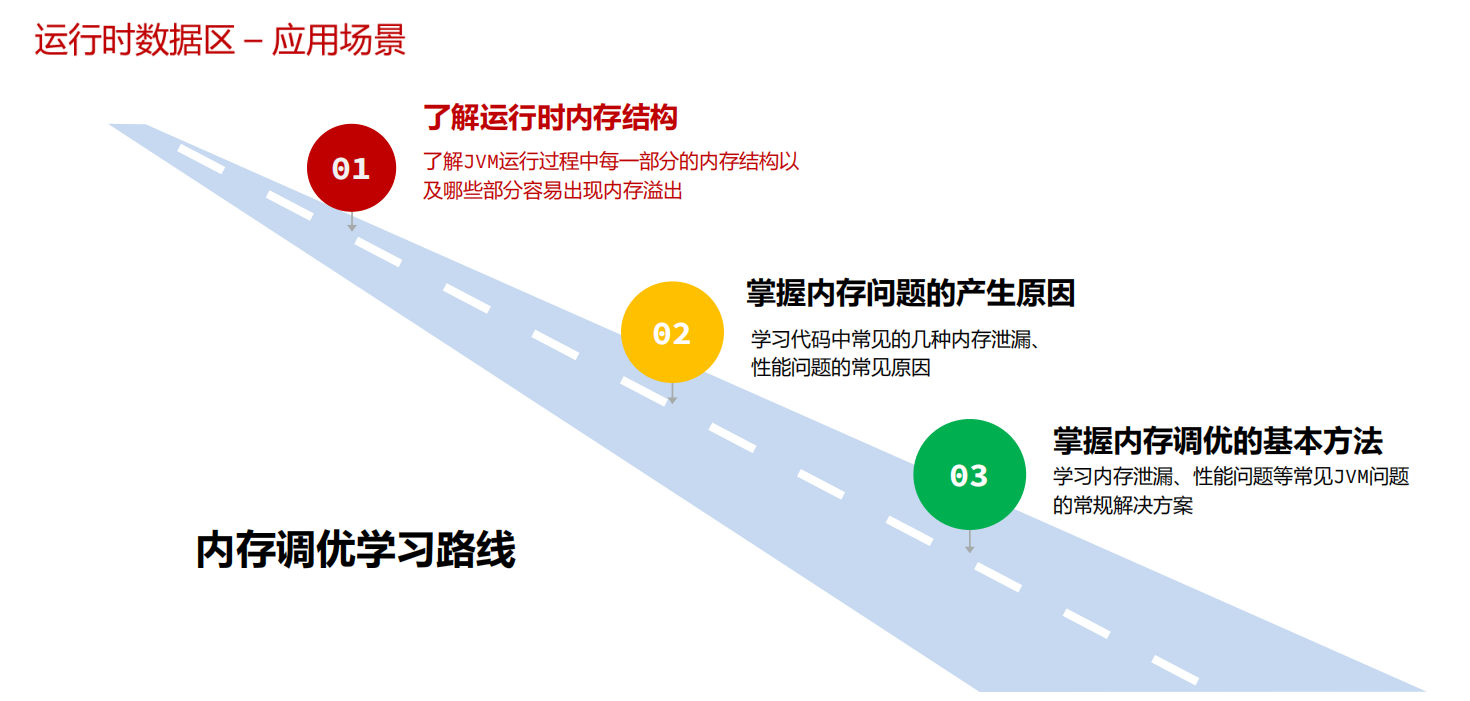 运行时数据区 – 应用场景
01
了解运行时内存结构
了解JVM运行过程中每一部分的内存结构以
及哪些部分容易出现内存溢出
02
掌握内存问题的产生原因
学习代码中常见的几种内存泄漏、
性能问题的常见原因
03
掌握内存调优的基本方法
学习内存泄漏、性能问题等常见JVM问题
的常规解决方案
内存调优学习路线